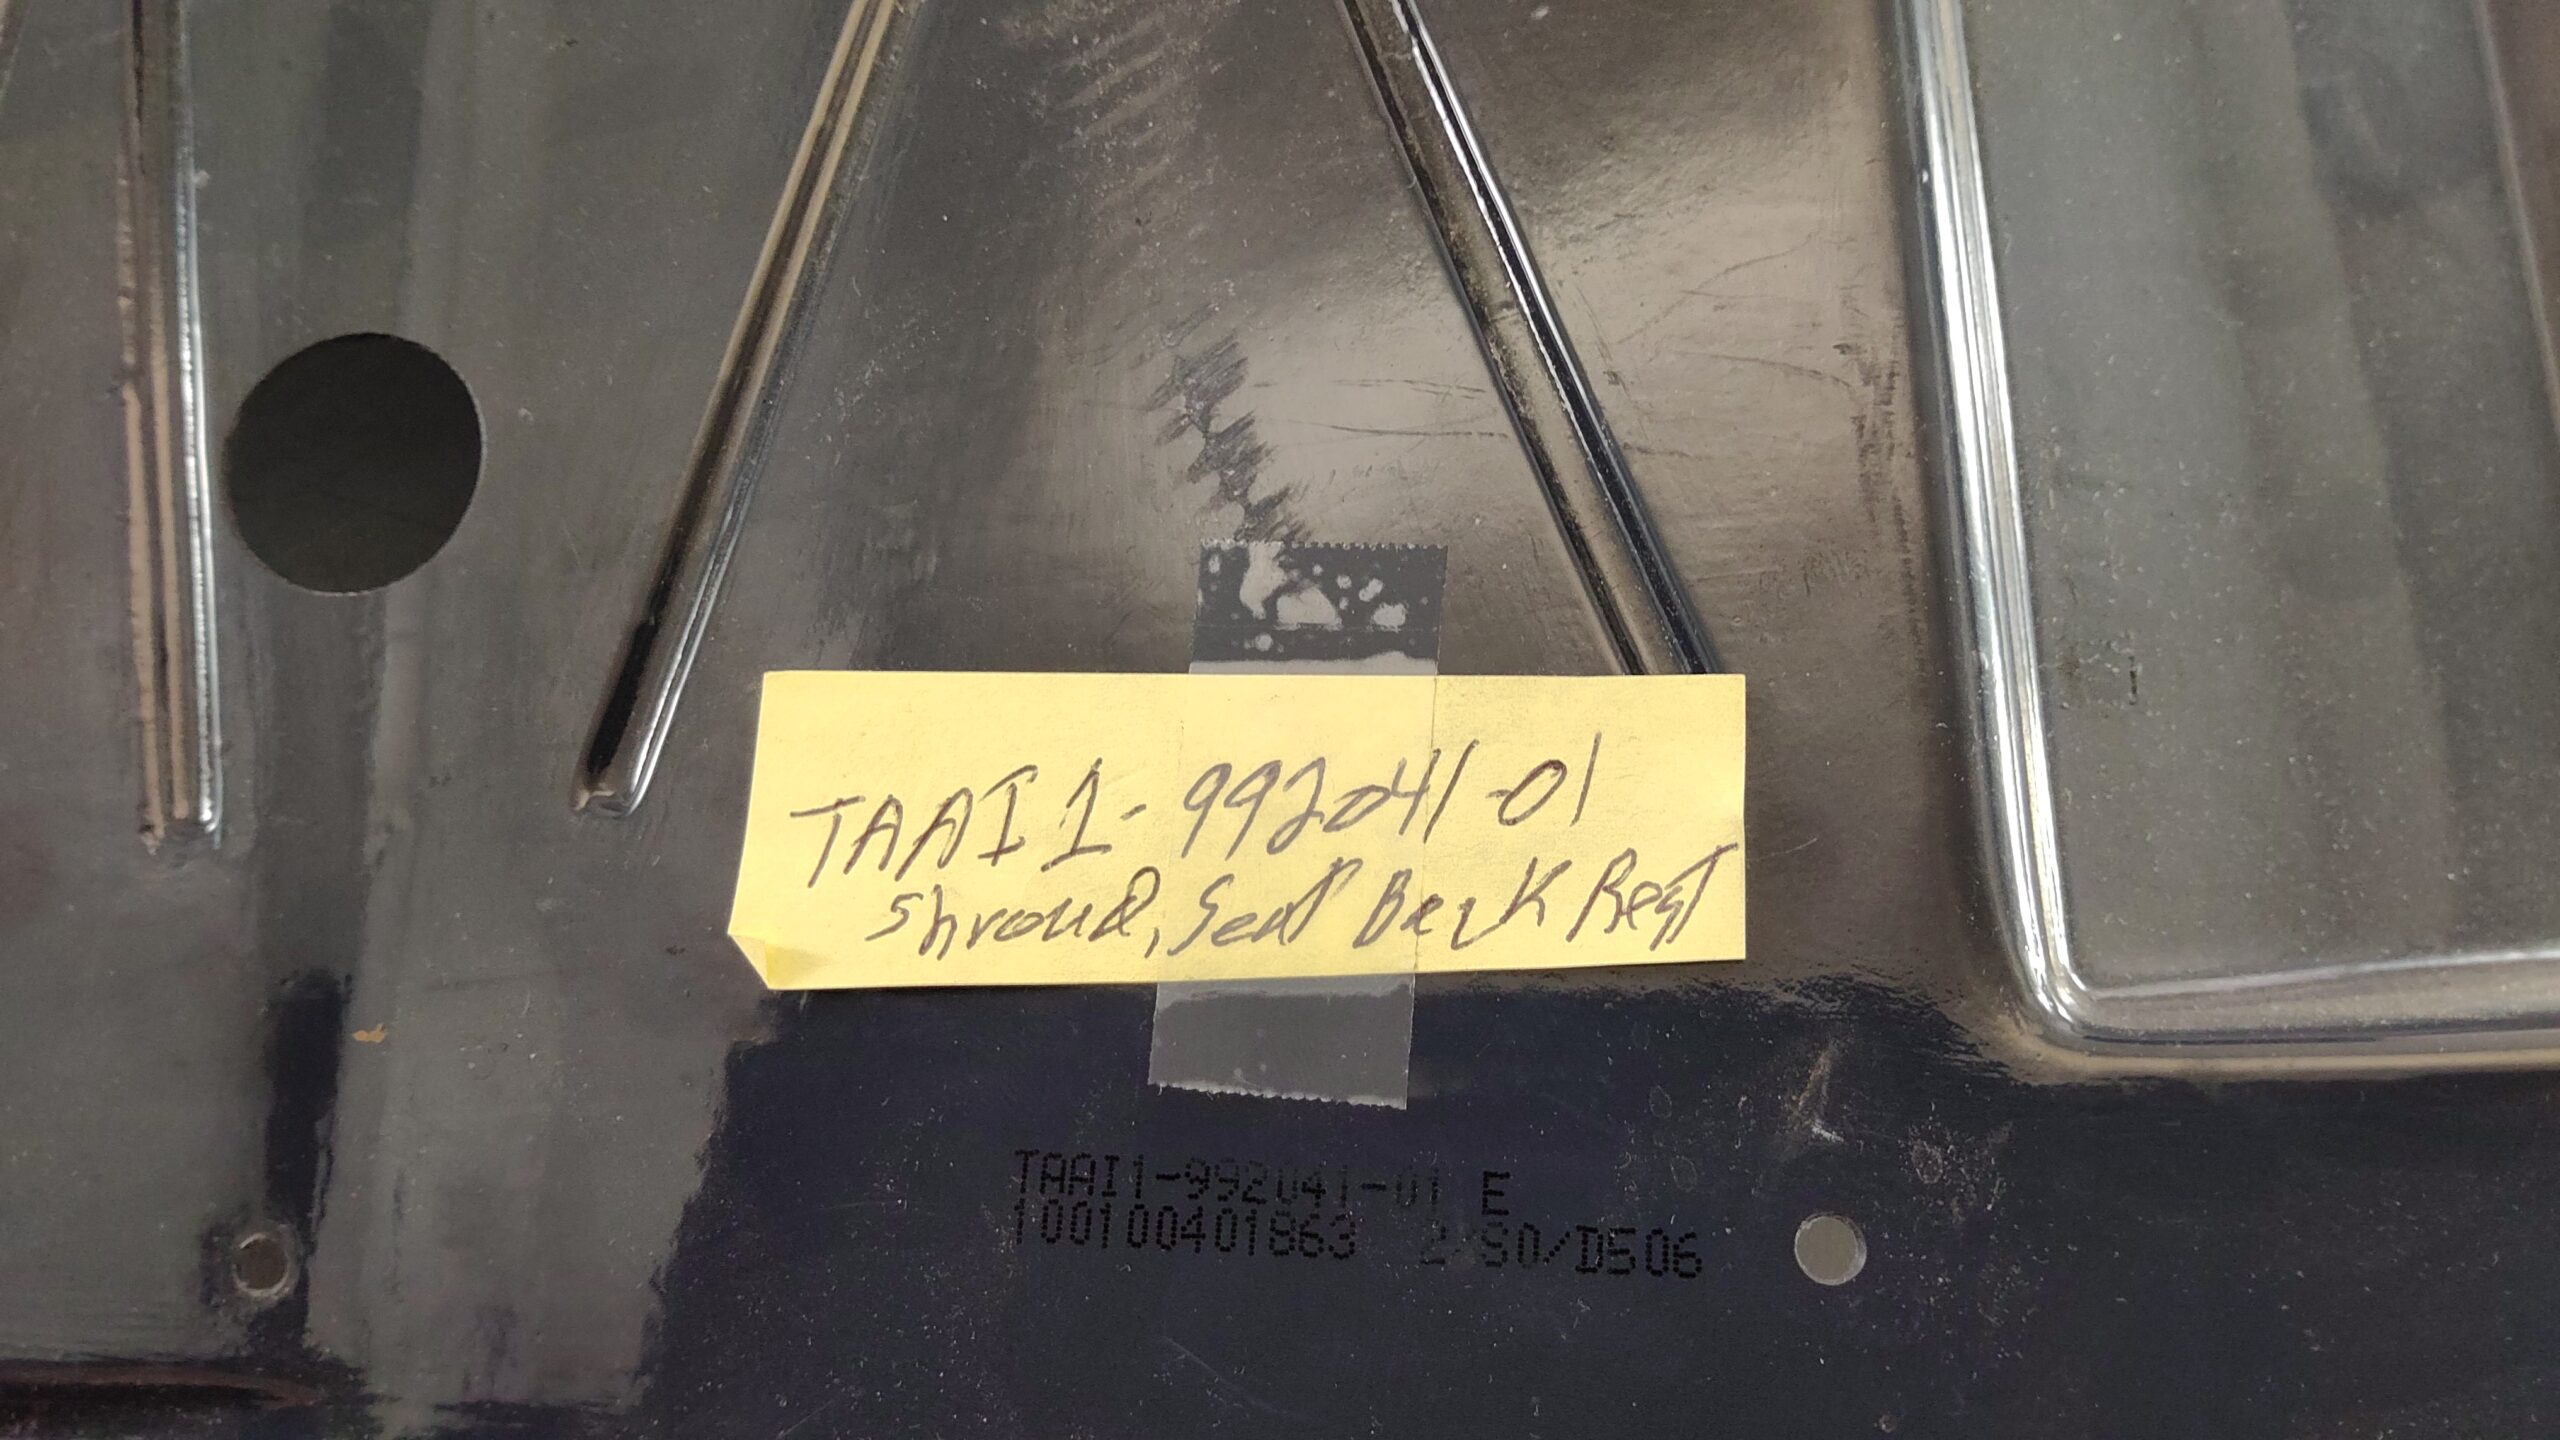 TAAI1-992041-01
Shroud, Seat Back Rest
TAAI1-992041-01 E
100100401863 2/S0/D506